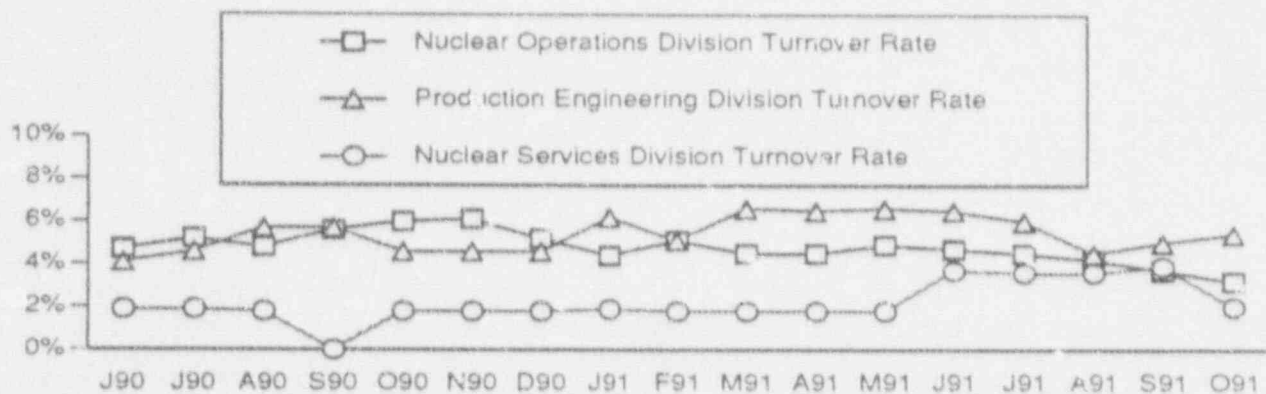 Nuclear Operations Division Turnover Rate
Production Engineering Division Turnover Rate
Nuclear Services Division Turnover Rate
10%
8%
6%
4%
2%
0%
J90 J90 A90 S90 O90 N90 D90 J91 F91 M91 A91 M91 J91 J91 A91 S91 O91